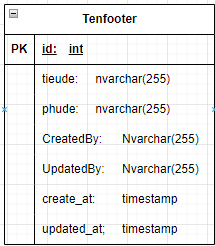 Tenfooter
PK id: int
tieude: nvarchar(255)
phude: nvarchar(255)
CreatedBy: Nvarchar(255)
UpdatedBy: Nvarchar(255)
create_at: timestamp
updated_at; timestamp